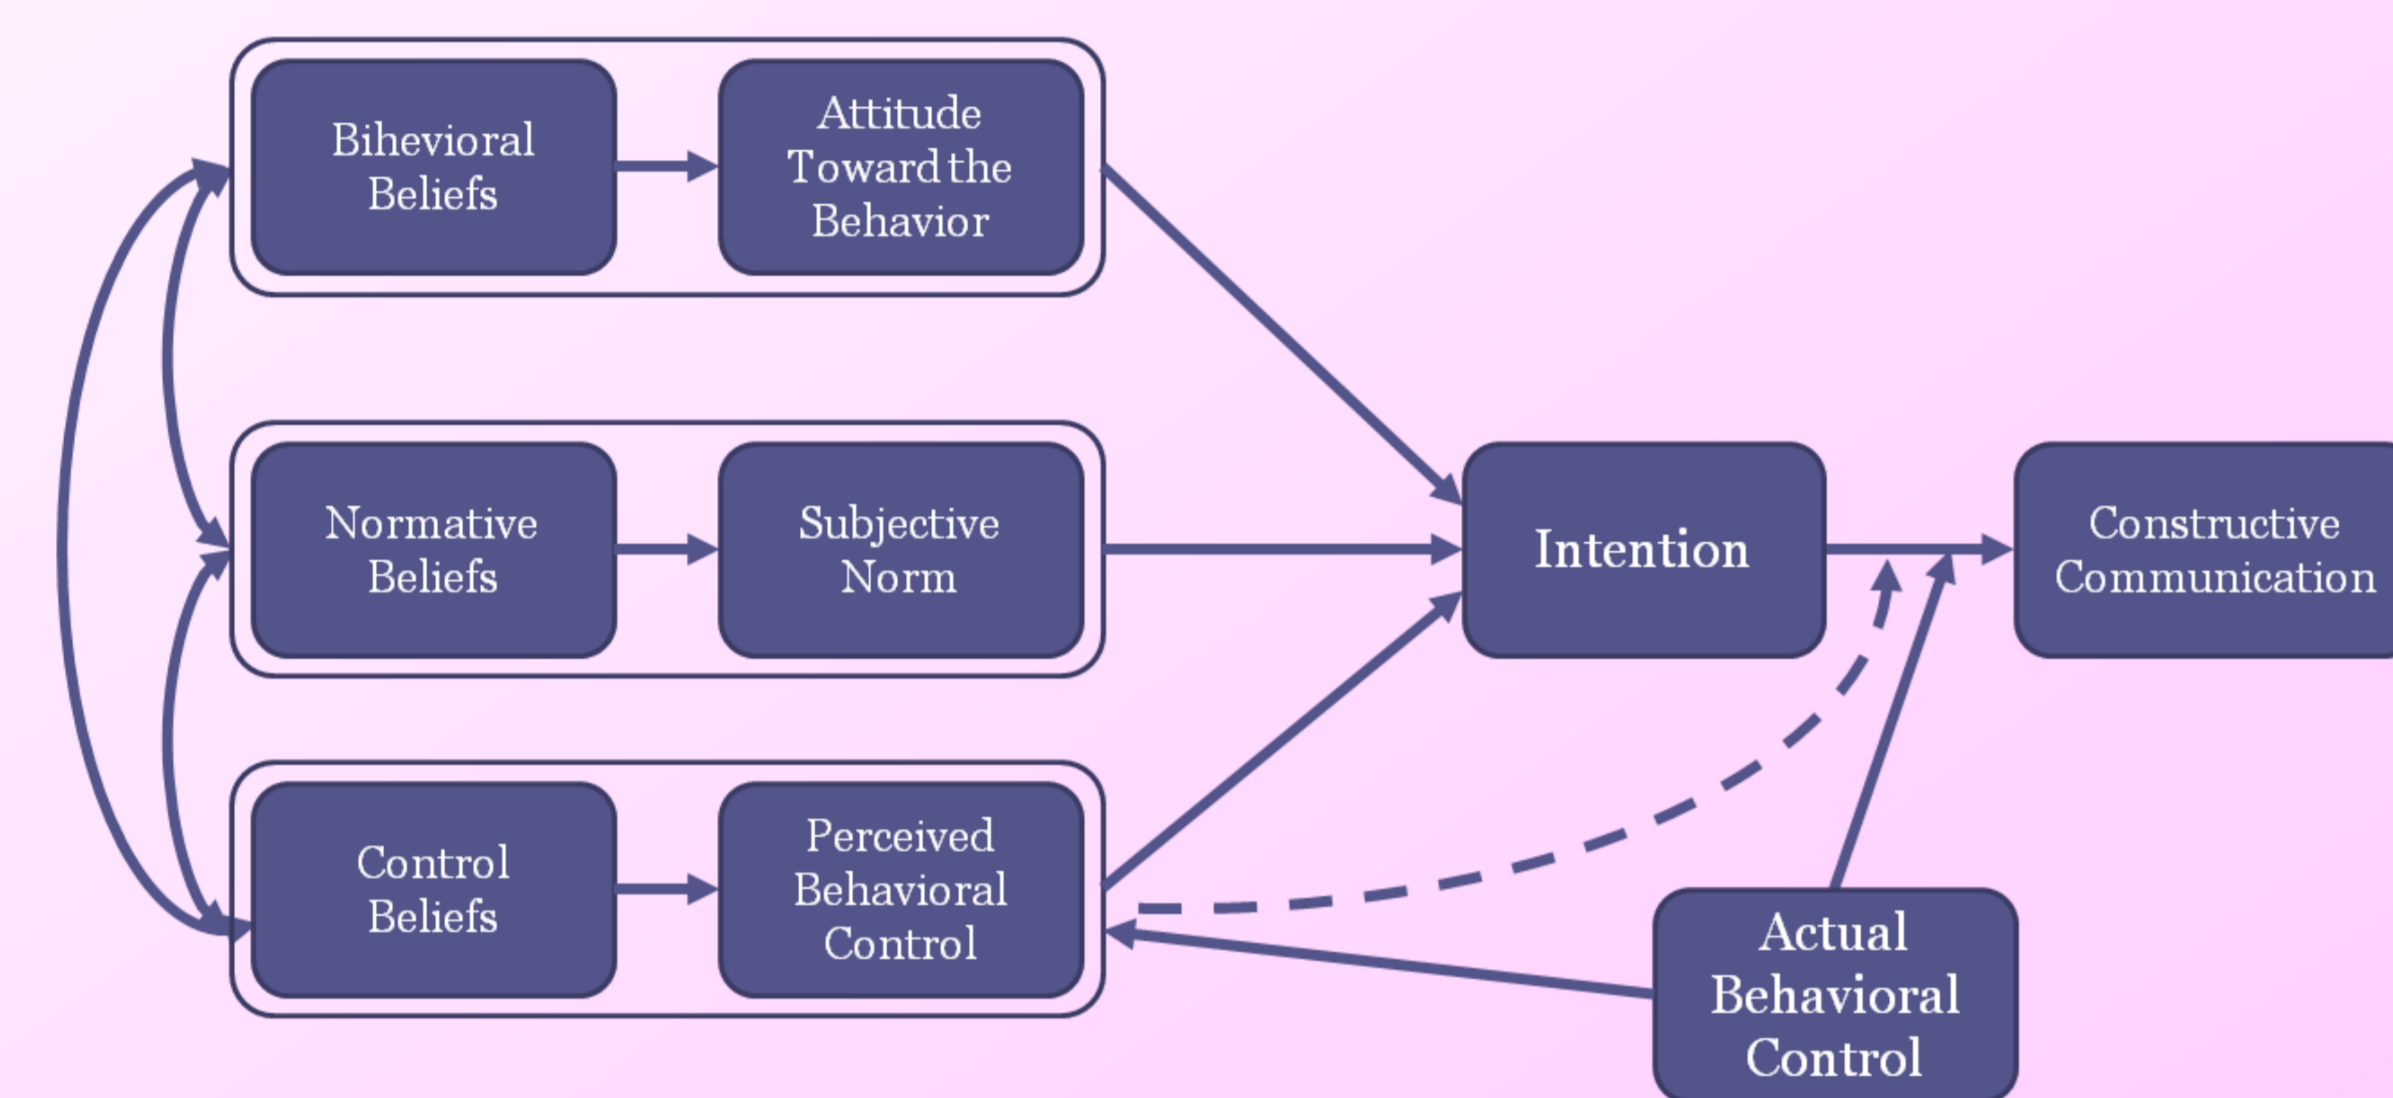 Bihevioral
Beliefs
Attitude
Toward the
Behavior
Normative
Beliefs
Subjective
Norm
Intention
Constructive
Communication
Control
Beliefs
Perceived
Behavioral
Control
Actual
Behavioral
Control